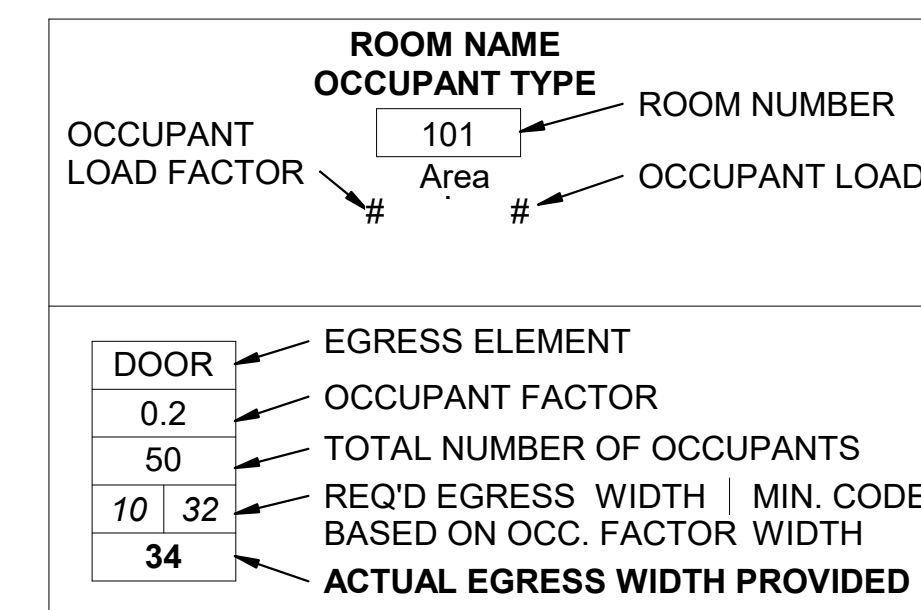 ROOM NAME
OCCUPANT TYPE
ROOM NUMBER
OCCUPANT
LOAD FACTOR
101
Area
OCCUPANT LOAD
# #
DOOR
EGRESS ELEMENT
0.2
OCCUPANT FACTOR
50
TOTAL NUMBER OF OCCUPANTS
10 | 32
REQ'D EGRESS WIDTH | MIN. CODE
BASED ON OCC. FACTOR WIDTH
34
ACTUAL EGRESS WIDTH PROVIDED